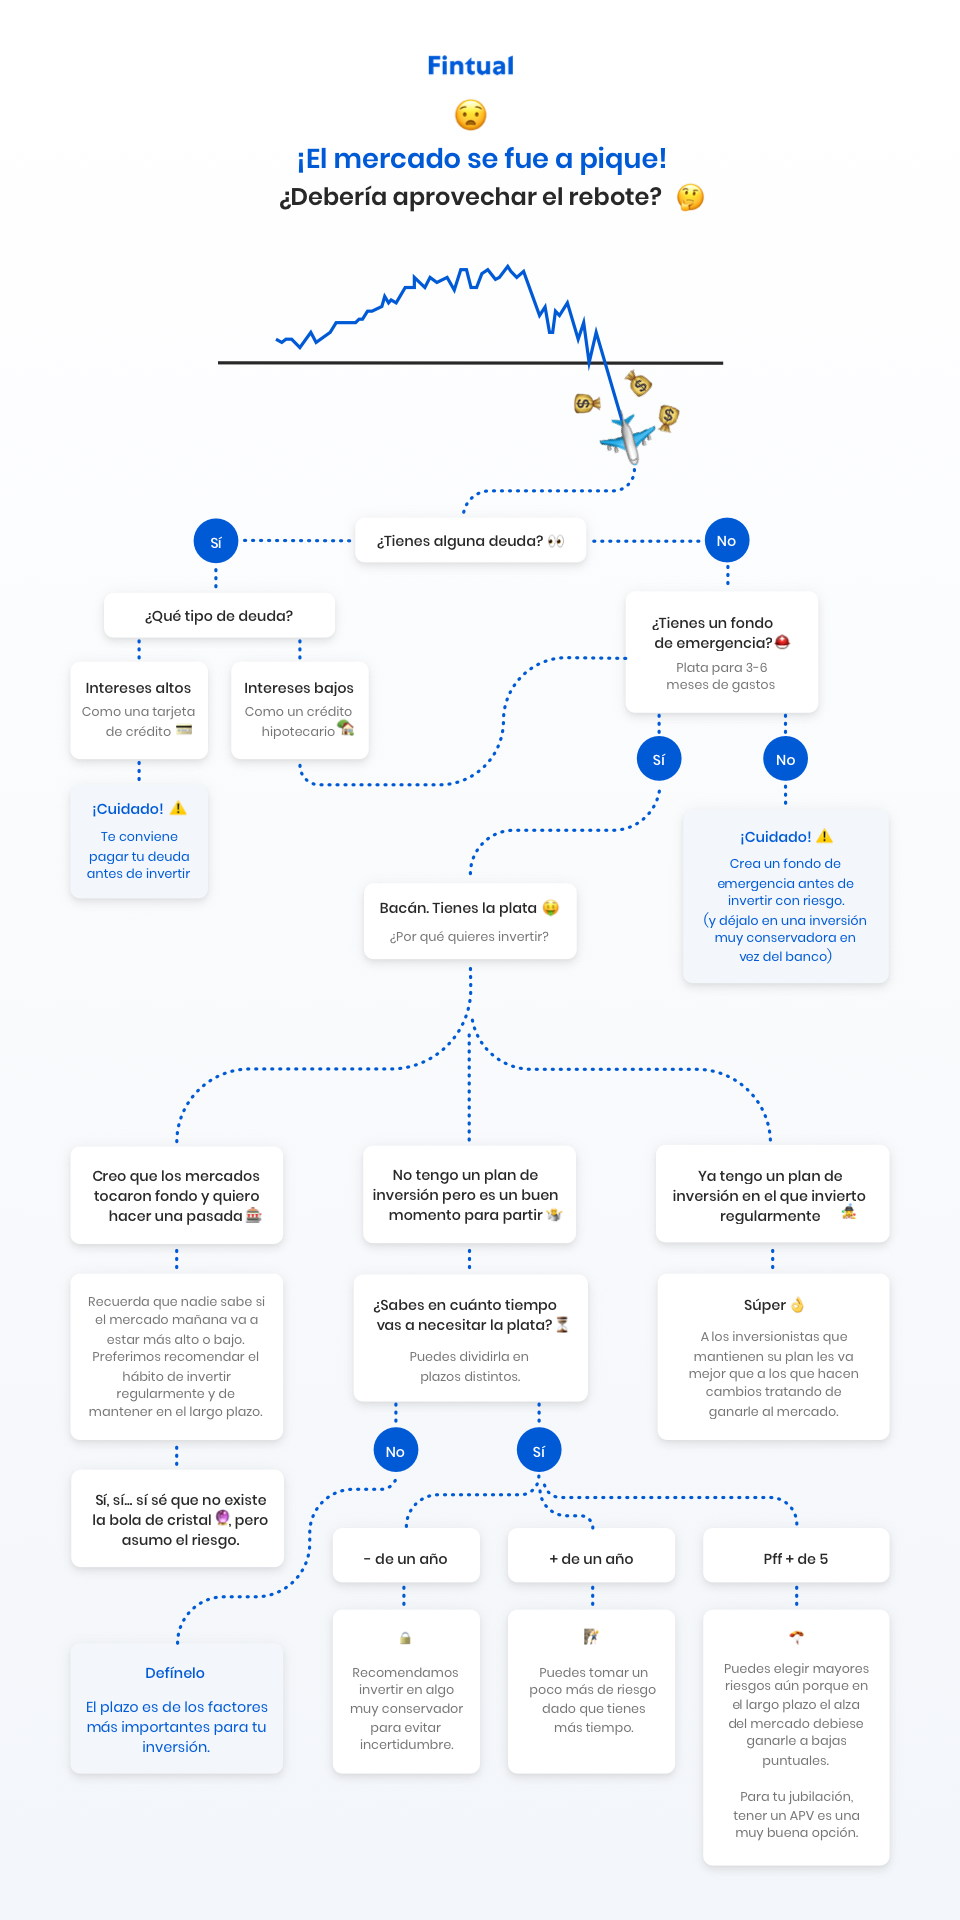 Fintual
¡El mercado se fue a pique!
¿Debería aprovechar el rebote?
¿Tienes alguna deuda?
Sí
No
¿Qué tipo de deuda?
Intereses altos
Como una tarjeta
de crédito
Intereses bajos
Como un crédito
hipotecario
¿Tienes un fondo
de emergencia?
Plata para 3-6
meses de gastos
Sí
No
¡Cuidado!
Te conviene
pagar tu deuda
antes de invertir
¡Cuidado!
Crea un fondo de
emergencia antes de
invertir con riesgo.
(y déjalo en una inversión
muy conservadora en
vez del banco)
Bacán. Tienes la plata
¿Por qué quieres invertir?
Creo que los mercados
tocaron fondo y quiero
hacer una pasada
No tengo un plan de
inversión pero es un buen
momento para partir
Ya tengo un plan de
inversión en el que invierto
regularmente
Recuerda que nadie sabe si
el mercado mañana va a
estar más alto o bajo.
Preferimos recomendar el
hábito de invertir
regularmente y de
mantener en el largo plazo.
¿Sabes en cuánto tiempo
vas a necesitar la plata?
Puedes dividirla en
plazos distintos.
Súper
A los inversionistas que
mantienen su plan les va
mejor que a los que hacen
cambios tratando de
ganarle al mercado.
No
Sí
Sí, sí... sí sé que no existe
la bola de cristal , pero
asumo el riesgo.
- de un año
+ de un año
Pff + de 5
Defínelo
El plazo es de los factores
más importantes para tu
inversión.
Recomendamos
invertir en algo
muy conservador
para evitar
incertidumbre.
Puedes tomar un
poco más de riesgo
dado que tienes
más tiempo.
Puedes elegir mayores
riesgos aún porque en
el largo plazo el alza
del mercado debiese
ganarle a bajas
puntuales.
Para tu jubilación,
tener un APV es una
muy buena opción.